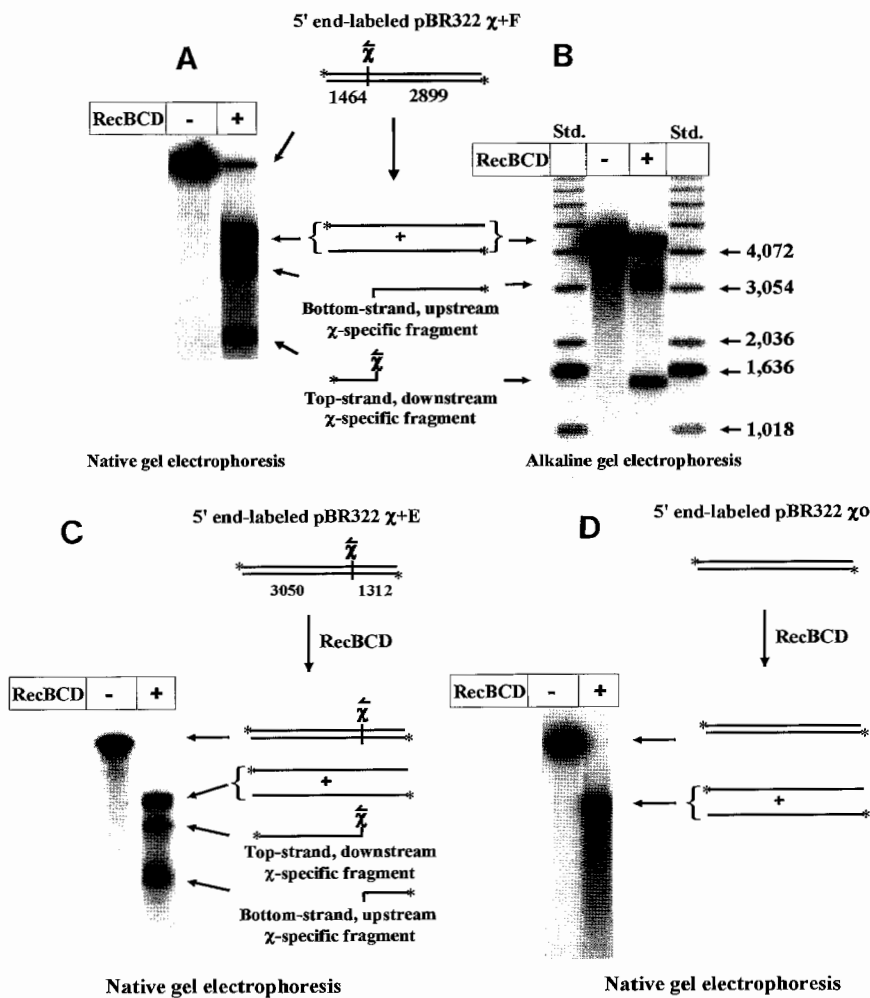 5' end-labeled pBR322 χ+F
A
χ
B
1464 2899
RecBCD - +
Std. Std.
RecBCD - +
* *
{ + }
4,072
3,054
Bottom-strand, upstream
χ-specific fragment
2,036
χ
1,636
Top-strand, downstream
χ-specific fragment
1,018
Native gel electrophoresis
Alkaline gel electrophoresis
C
5' end-labeled pBR322 χ+E
χ
3050 1312
RecBCD
RecBCD - +
χ
{ +
χ
Top-strand, downstream
χ-specific fragment
Bottom-strand, upstream
χ-specific fragment
Native gel electrophoresis
D
5' end-labeled pBR322 χo
RecBCD
RecBCD - +
{ +
Native gel electrophoresis